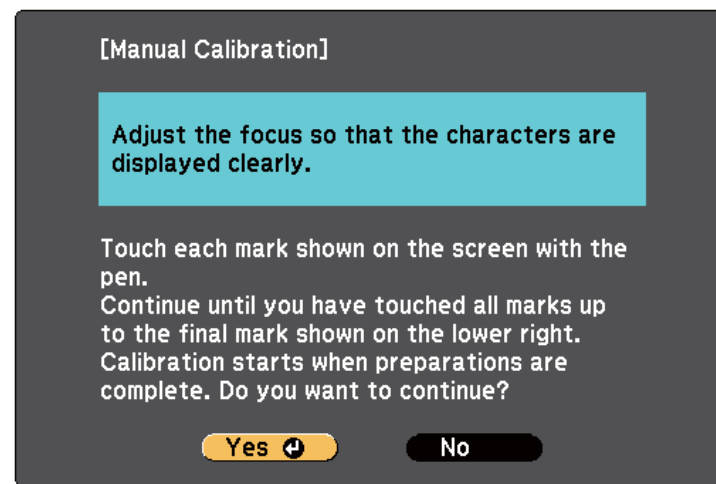 [Manual Calibration]
Adjust the focus so that the characters are
displayed clearly.
Touch each mark shown on the screen with the
pen.
Continue until you have touched all marks up
to the final mark shown on the lower right.
Calibration starts when preparations are
complete. Do you want to continue?
Yes No